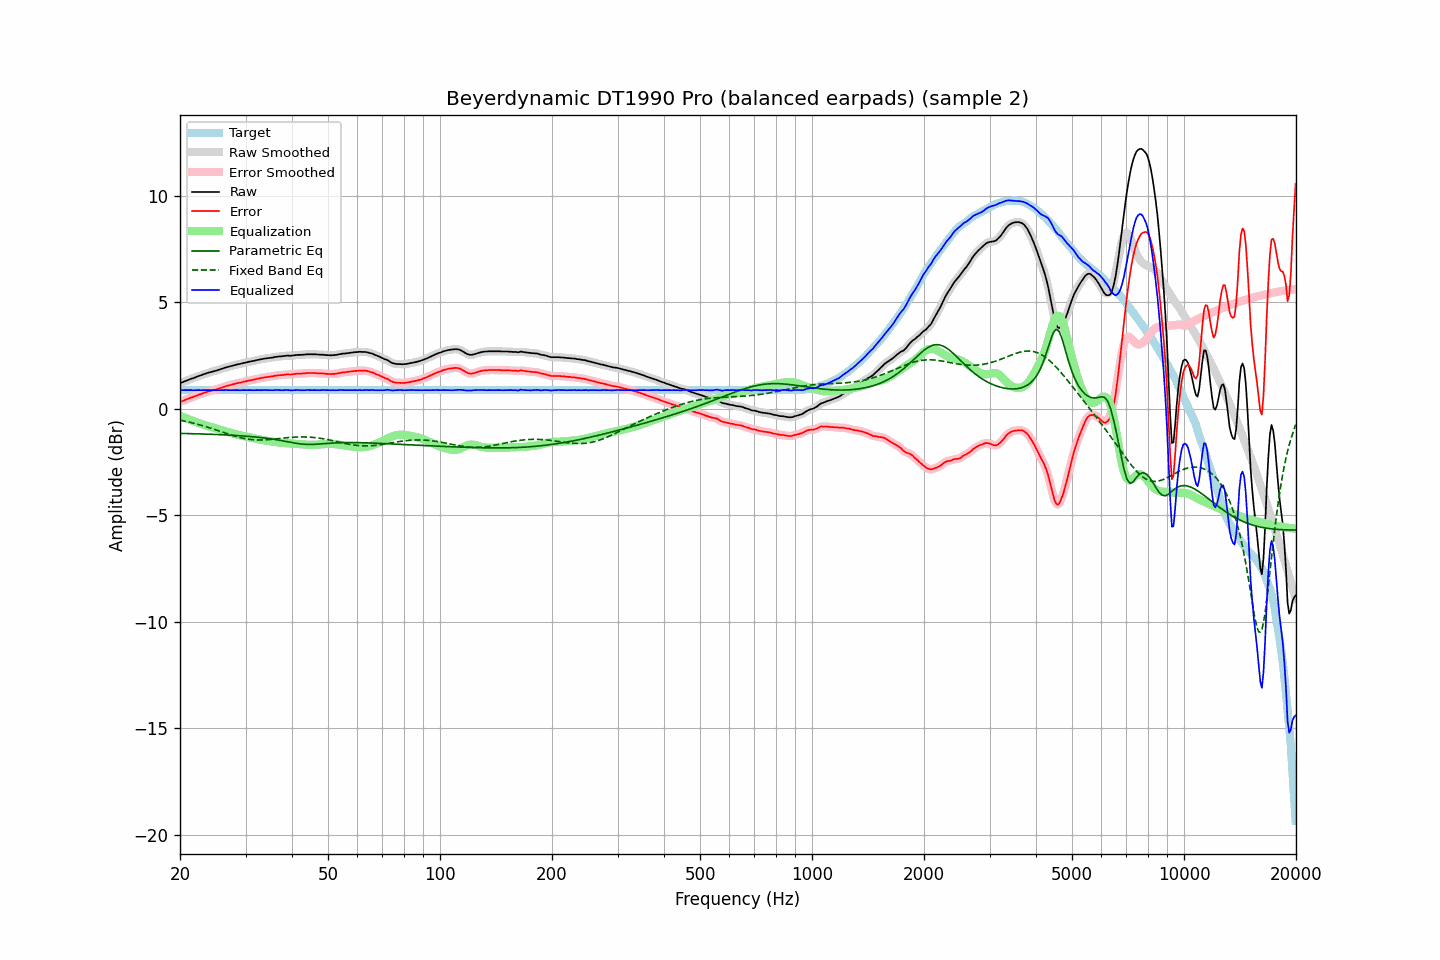 Beyerdynamic DT1990 Pro (balanced earpads) (sample 2)
Target
Raw Smoothed
Error Smoothed
Raw
Error
Equalization
Parametric Eq
Fixed Band Eq
Equalized
10
5
0
−5
−10
−15
−20
Amplitude (dBr)
20 50 100 200 500 1000 2000 5000 10000 20000
Frequency (Hz)